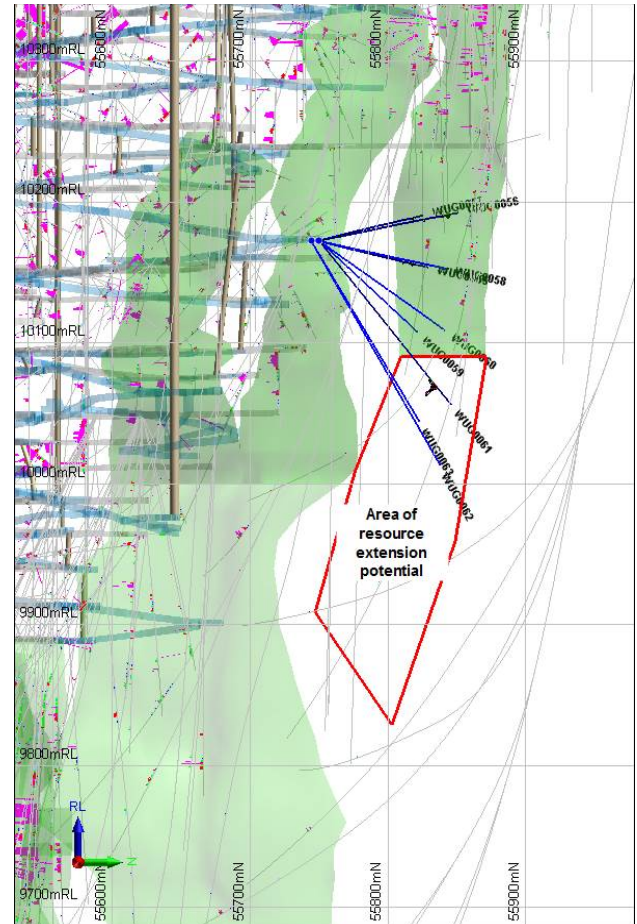 55600mN
55700mN
55800mN
55900mN
10300mRL
10200mRL
WUG0056
WUG0058
10100mRL
WUG0060
WUG0059
WUG0061
WUG0063
WUG0062
10000mRL
Area of
resource
extension
potential
9900mRL
9800mRL
RL
N
9700mRL
55600mN
55700mN
55800mN
55900mN